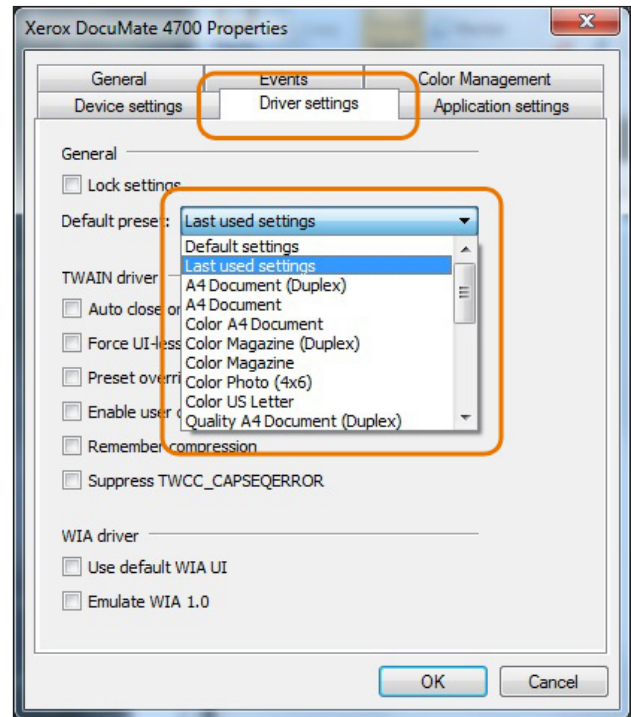 Xerox DocuMate 4700 Properties
General Events Color Management
Device settings Driver settings Application settings
General
Lock settings
Default preset: Last used settings
Default settings
Last used settings
A4 Document (Duplex)
TWAIN driver
A4 Document
Auto close or
Color A4 Document
Force UI-less
Color Magazine (Duplex)
Color Magazine
Preset overri
Color Photo (4x6)
Color US Letter
Enable user
Quality A4 Document (Duplex)
Remember compression
Suppress TWCC_CAPSEQERROR
WIA driver
Use default WIA UI
Emulate WIA 1.0
OK Cancel